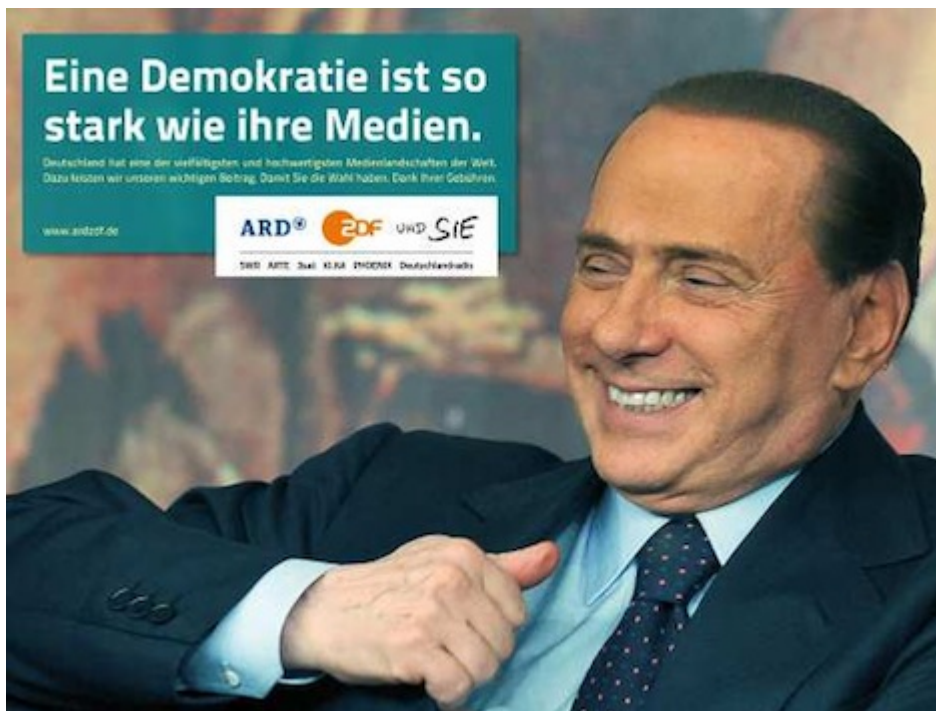 Eine Demokratie ist so
stark wie ihre Medien.
Deutschland hat eine der vielfältigsten und hochwertigsten Medienlandschaften der Welt.
Dazu leisten wir unseren wichtigen Beitrag. Damit Sie die Wahl haben. Dank Ihrer Gebühren.
www.ardzdf.de
ARD ZDF UND SIE
SWR ARTE 3sat KI.KA PHOENIX Deutschlandradio